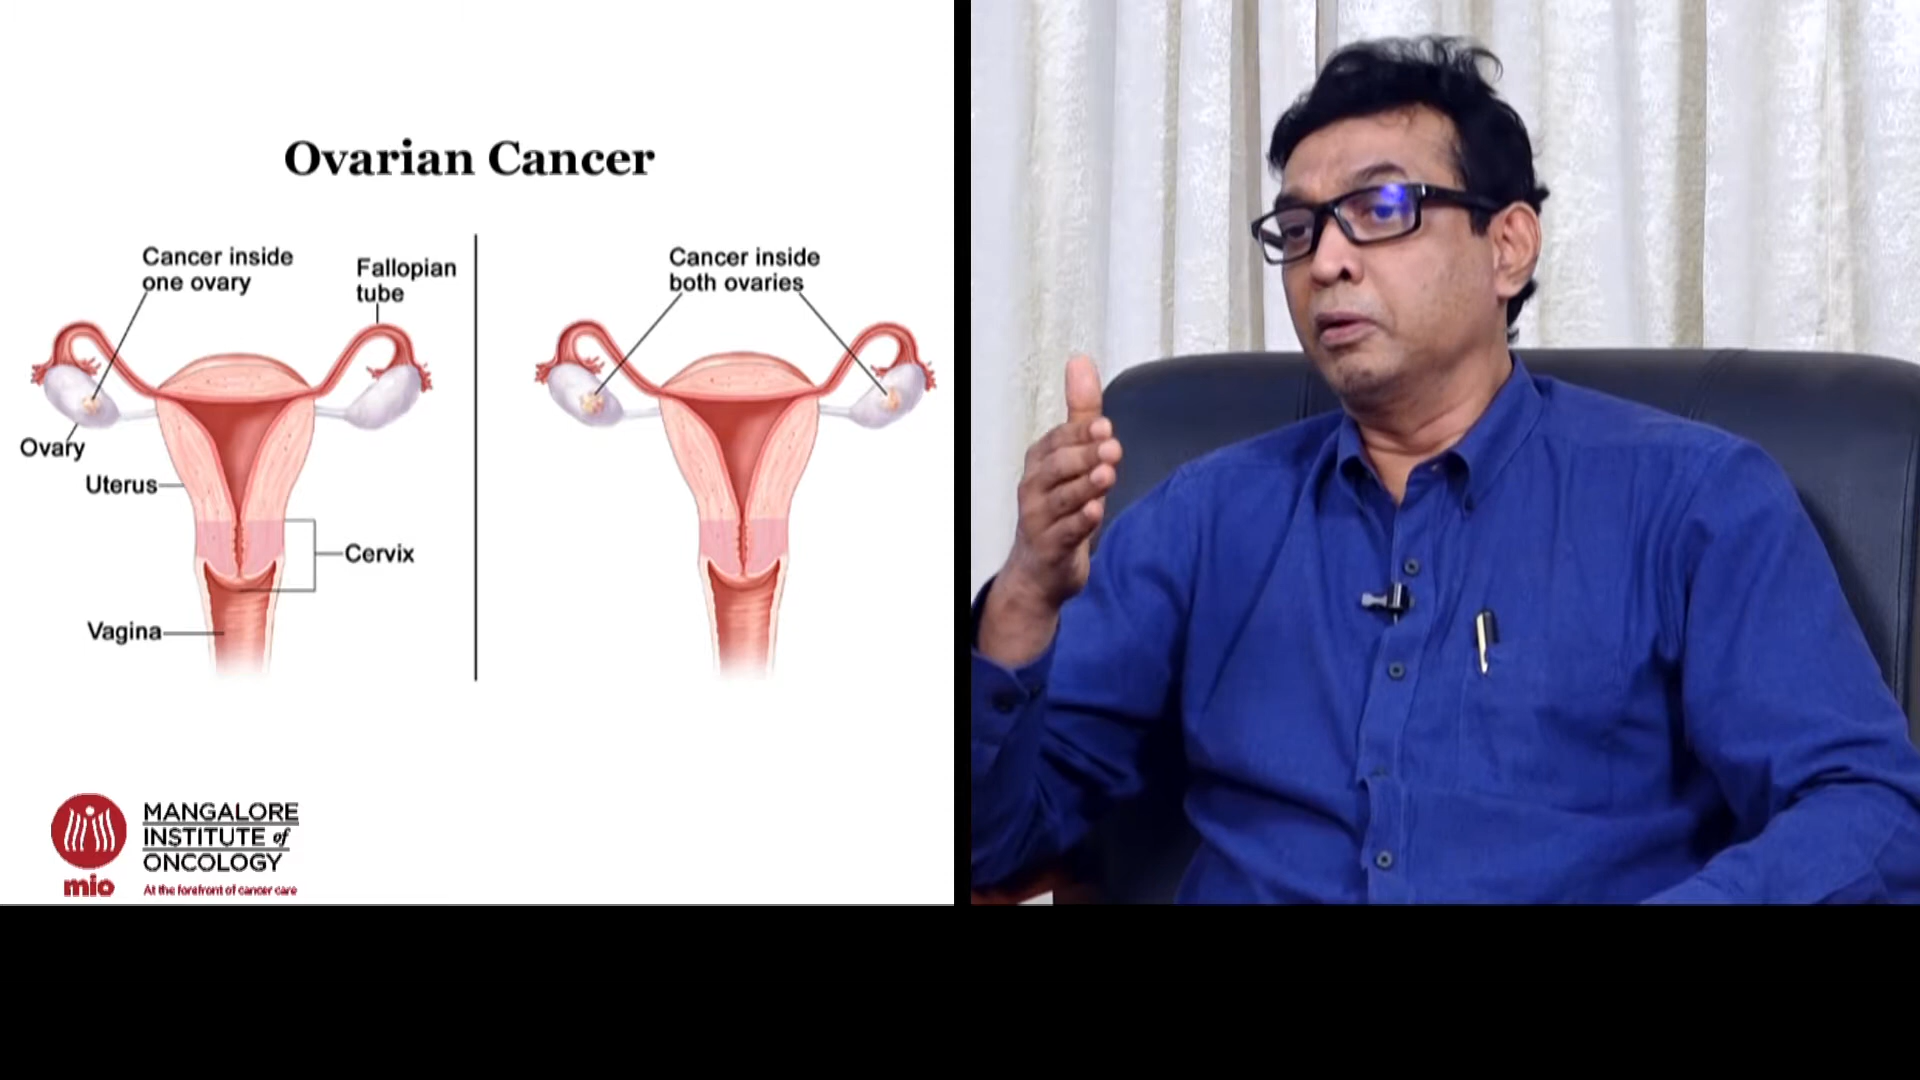 Ovarian Cancer
Cancer inside
one ovary
Fallopian
tube
Ovary
Uterus
Cervix
Vagina
Cancer inside
both ovaries
mio
MANGALORE
INSTITUTE of
ONCOLOGY
At the forefront of cancer care